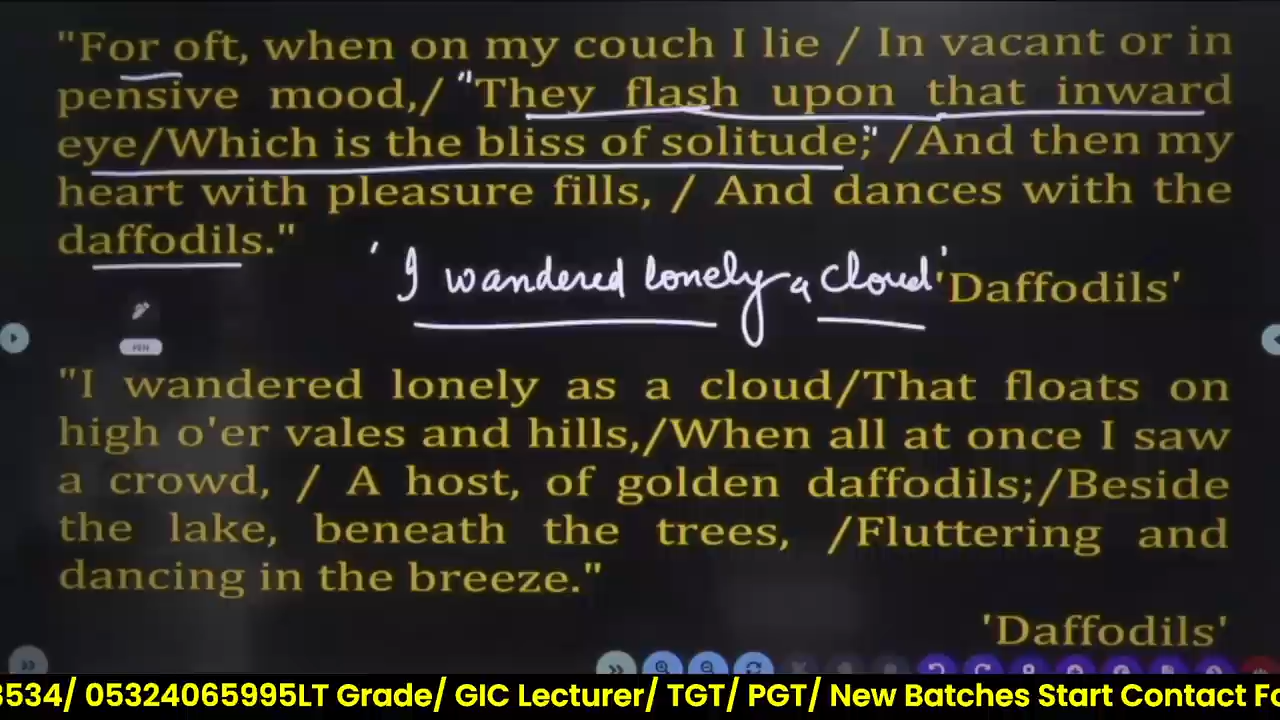 "For oft, when on my couch I lie / In vacant or in
pensive mood,/ "They flash upon that inward
eye/Which is the bliss of solitude;" /And then my
heart with pleasure fills, / And dances with the
daffodils."
'I wandered lonely a cloud'
'Daffodils'
PEN
"I wandered lonely as a cloud/That floats on
high o'er vales and hills,/When all at once I saw
a crowd, / A host, of golden daffodils;/Beside
the lake, beneath the trees, /Fluttering and
dancing in the breeze."
'Daffodils'
3534/ 05324065995LT Grade/ GIC Lecturer/ TGT/ PGT/ New Batches Start Contact Fo